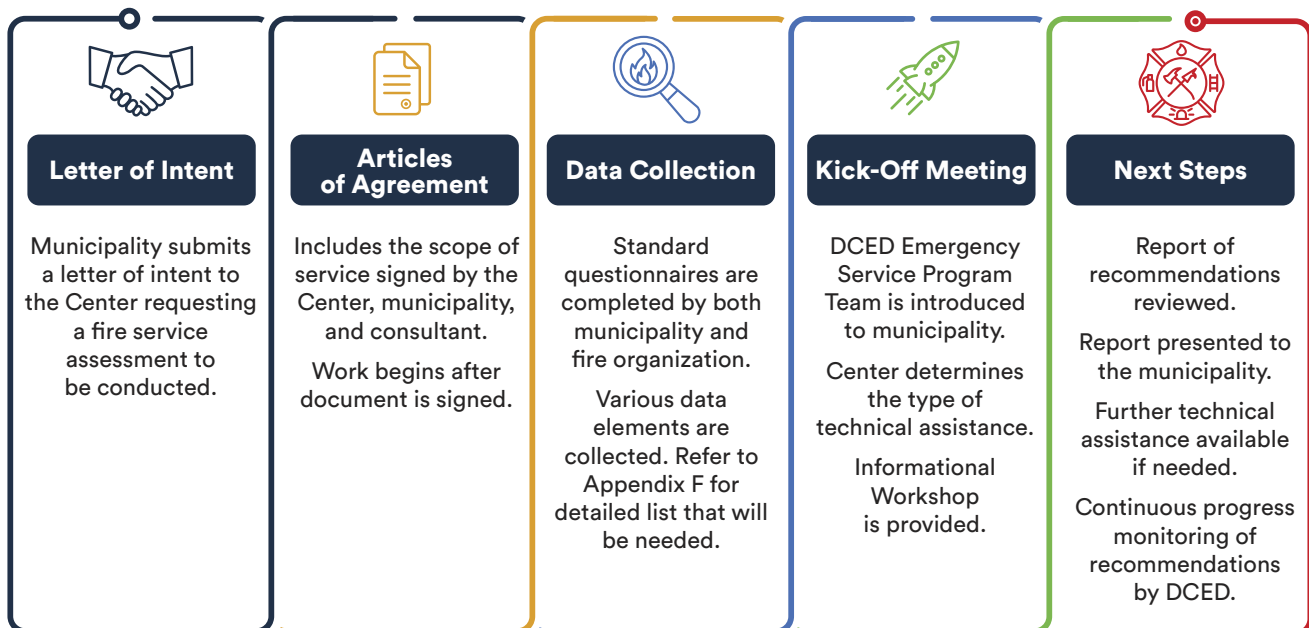 Letter of Intent
Municipality submits
a letter of intent to
the Center requesting
a fire service
assessment to
be conducted.
Articles
of Agreement
Includes the scope of
service signed by the
Center, municipality,
and consultant.
Work begins after
document is signed.
Data Collection
Standard
questionnaires are
completed by both
municipality and
fire organization.
Various data
elements are
collected. Refer to
Appendix F for
detailed list that will
be needed.
Kick-Off Meeting
DCED Emergency
Service Program
Team is introduced
to municipality.
Center determines
the type of
technical assistance.
Informational
Workshop
is provided.
Next Steps
Report of
recommendations
reviewed.
Report presented to
the municipality.
Further technical
assistance available
if needed.
Continuous progress
monitoring of
recommendations
by DCED.